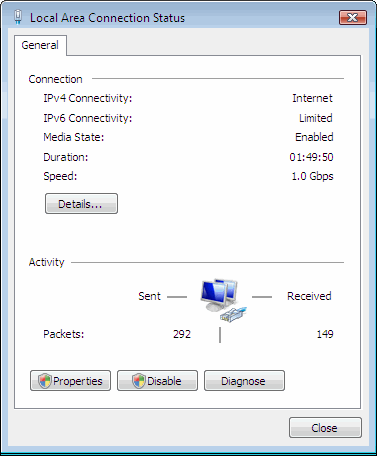 Local Area Connection Status
General
Connection
IPv4 Connectivity: Internet
IPv6 Connectivity: Limited
Media State: Enabled
Duration: 01:49:50
Speed: 1.0 Gbps
Details...
Activity
Sent Received
Packets: 292 149
Properties Disable Diagnose
Close